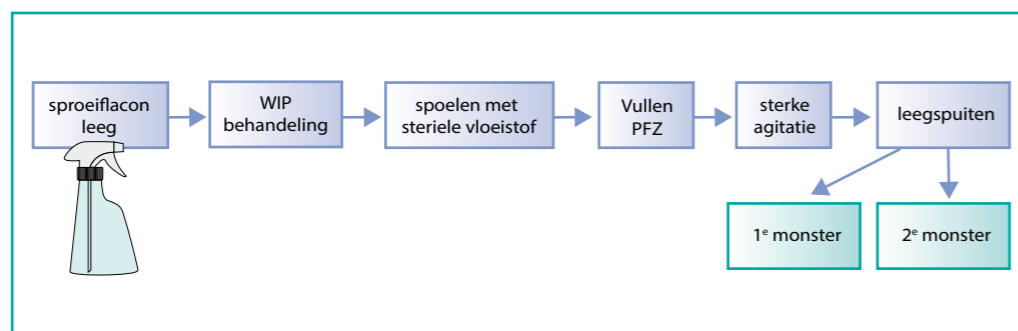 sproeiflacon
leeg
WIP
behandeling
spoelen met
steriele vloeistof
Vullen
PFZ
sterke
agitatie
leegspuiten
1ᵉ monster
2ᵉ monster